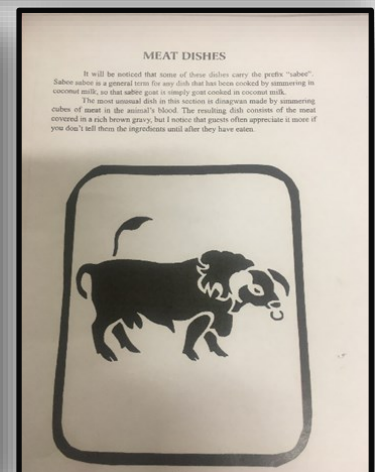 MEAT DISHES
It will be noticed that some of these dishes carry the prefix "sabee".
Sabee sabee is a general term for any dish that has been cooked by simmering in
coconut milk, so that sabee goat is simply goat cooked in coconut milk.
The most unusual dish in this section is dinagwan made by simmering
cubes of meat in the animal's blood. The resulting dish consists of the meat
covered in a rich brown gravy, but I notice that guests often appreciate it more if
you don't tell them the ingredients until after they have eaten.